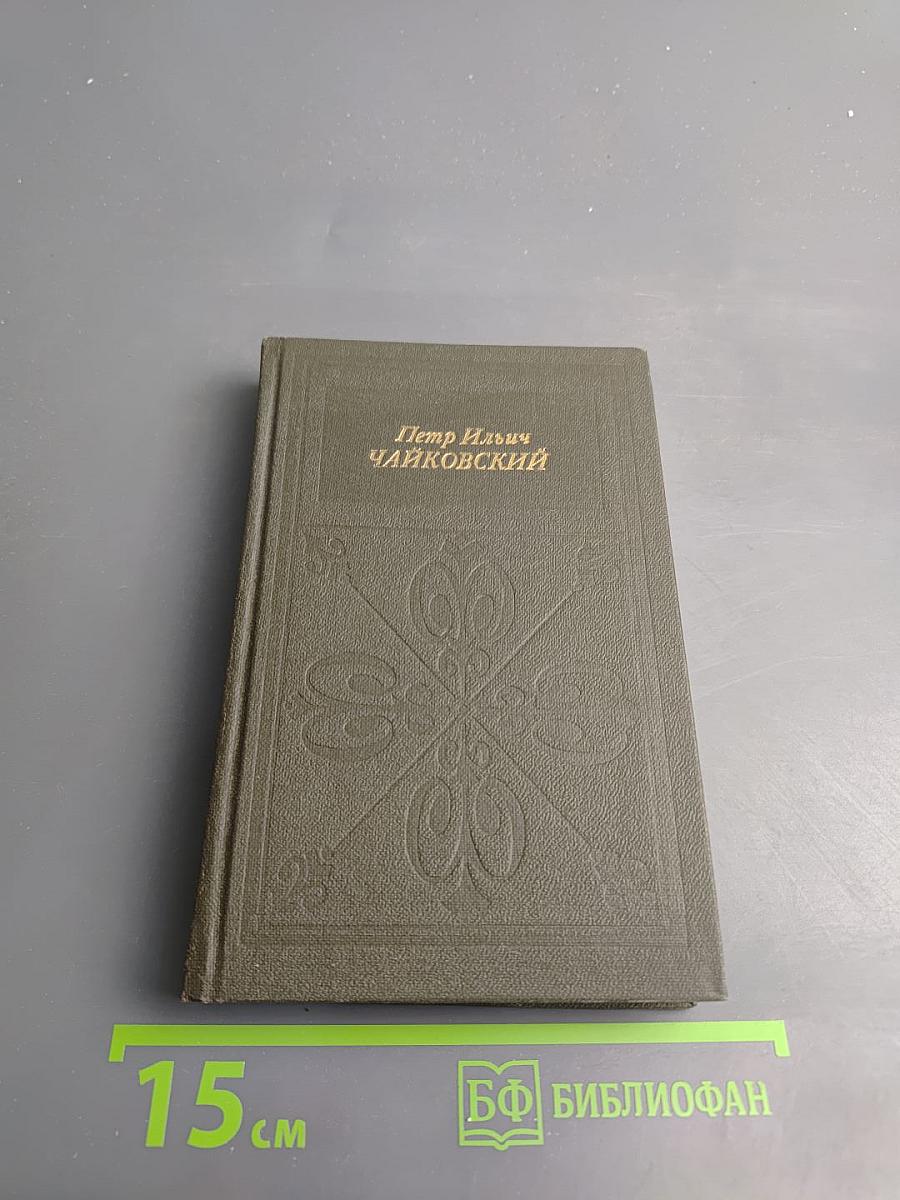 Петр Ильич
ЧАЙКОВСКИЙ
15 см
БФ БИБЛИОФАН